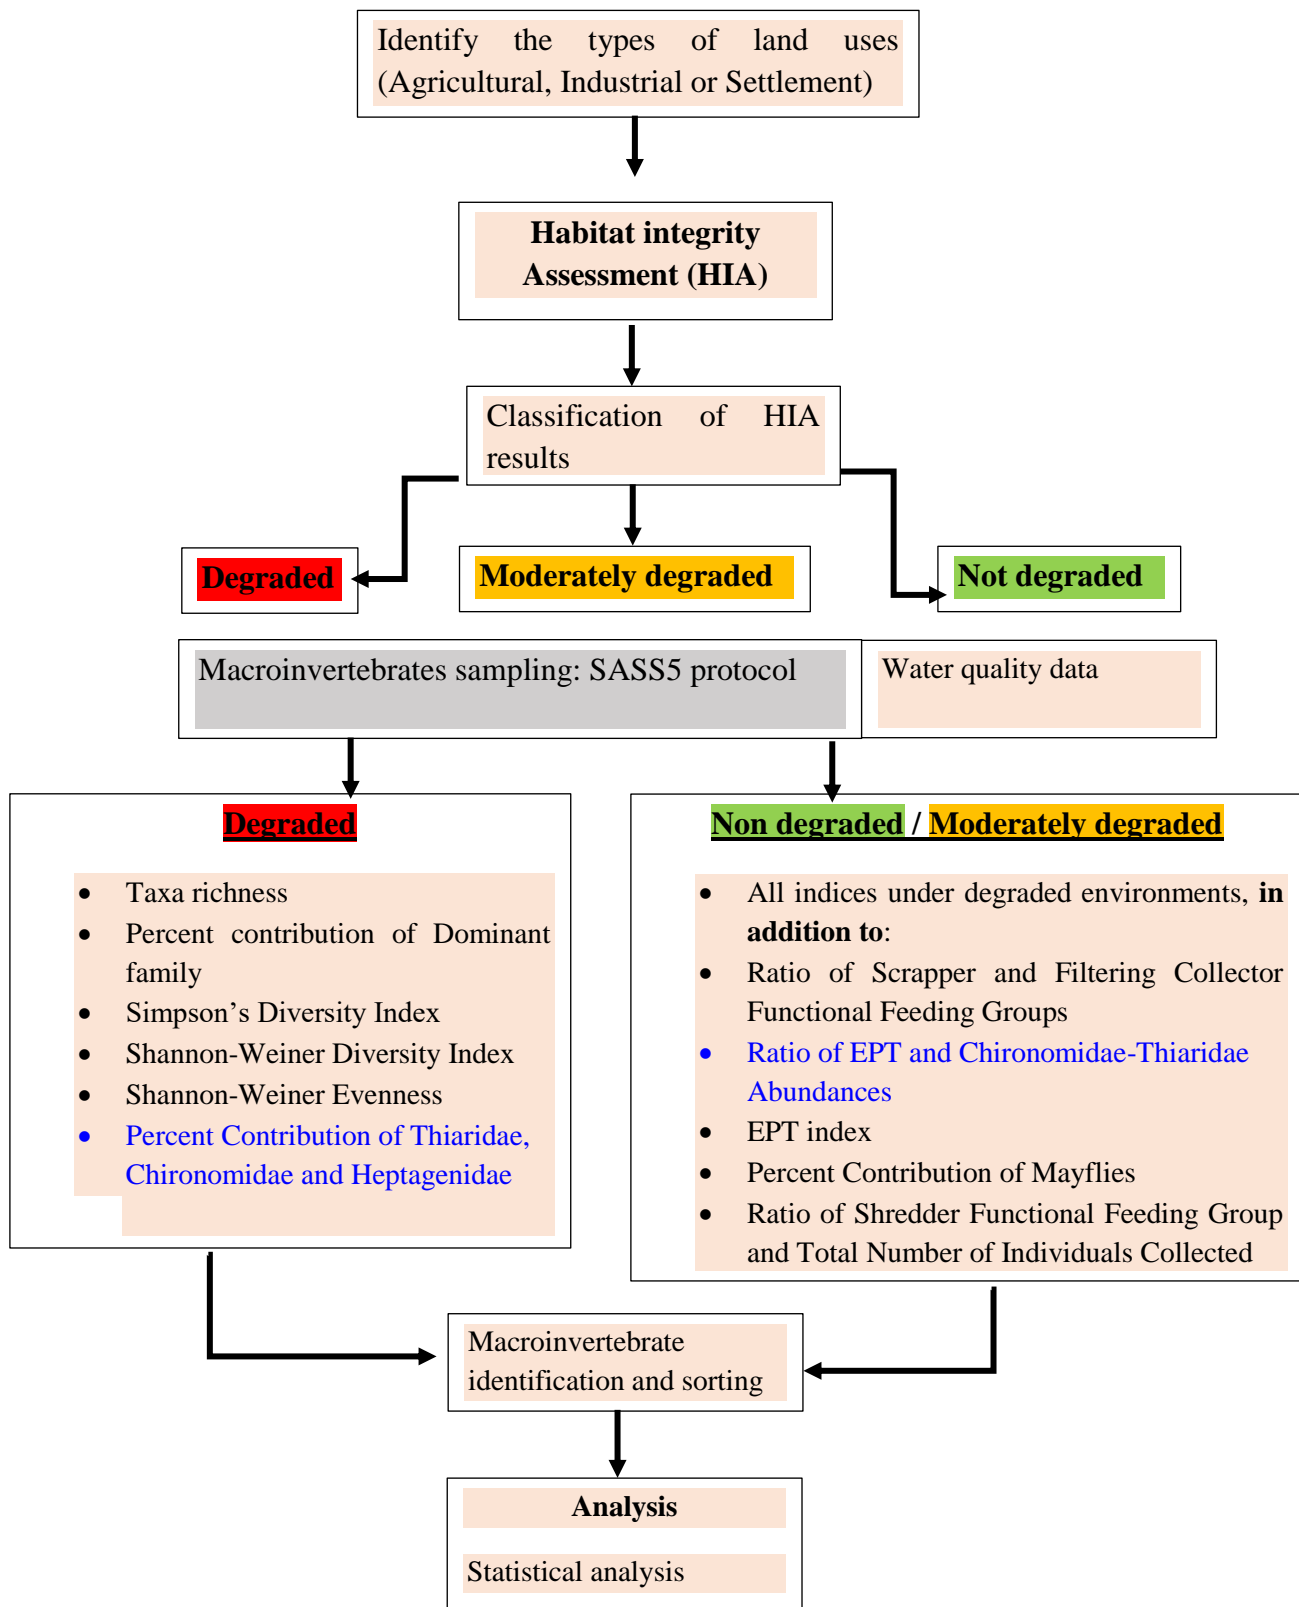 Identify the types of land uses
(Agricultural, Industrial or Settlement)
Habitat integrity
Assessment (HIA)
Classification of HIA
results
Degraded
Moderately degraded
Not degraded
Macroinvertebrates sampling: SASS5 protocol
Water quality data
Degraded
• Taxa richness
• Percent contribution of Dominant
family
• Simpson’s Diversity Index
• Shannon-Weiner Diversity Index
• Shannon-Weiner Evenness
• Percent Contribution of Thiaridae,
Chironomidae and Heptagenidae
Non degraded / Moderately degraded
• All indices under degraded environments, in
addition to:
• Ratio of Scrapper and Filtering Collector
Functional Feeding Groups
• Ratio of EPT and Chironomidae-Thiaridae
Abundances
• EPT index
• Percent Contribution of Mayflies
• Ratio of Shredder Functional Feeding Group
and Total Number of Individuals Collected
Macroinvertebrate
identification and sorting
Analysis
Statistical analysis